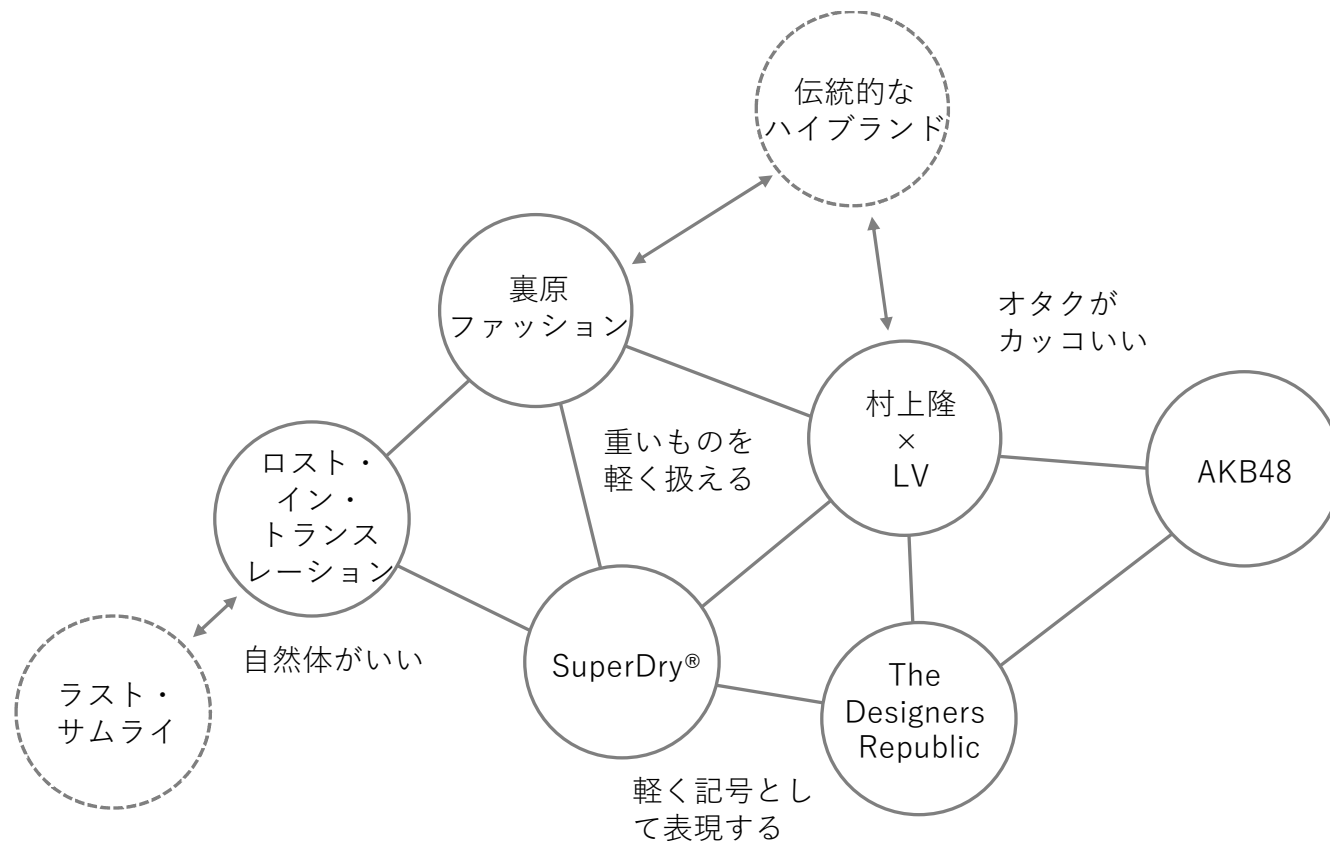 伝統的な
ハイブランド
裏原
ファッション
オタクが
カッコいい
村上隆
×
LV
重いものを
軽く扱える
AKB48
ロスト・
イン・
トランス
レーション
自然体がいい
SuperDry®
The
Designers
Republic
ラスト・
サムライ
軽く記号とし
て表現する